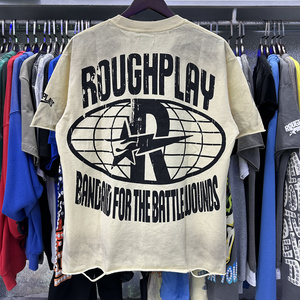 ROUGHPLAY
R
BANDAID FOR THE BATTLEWOUNDS